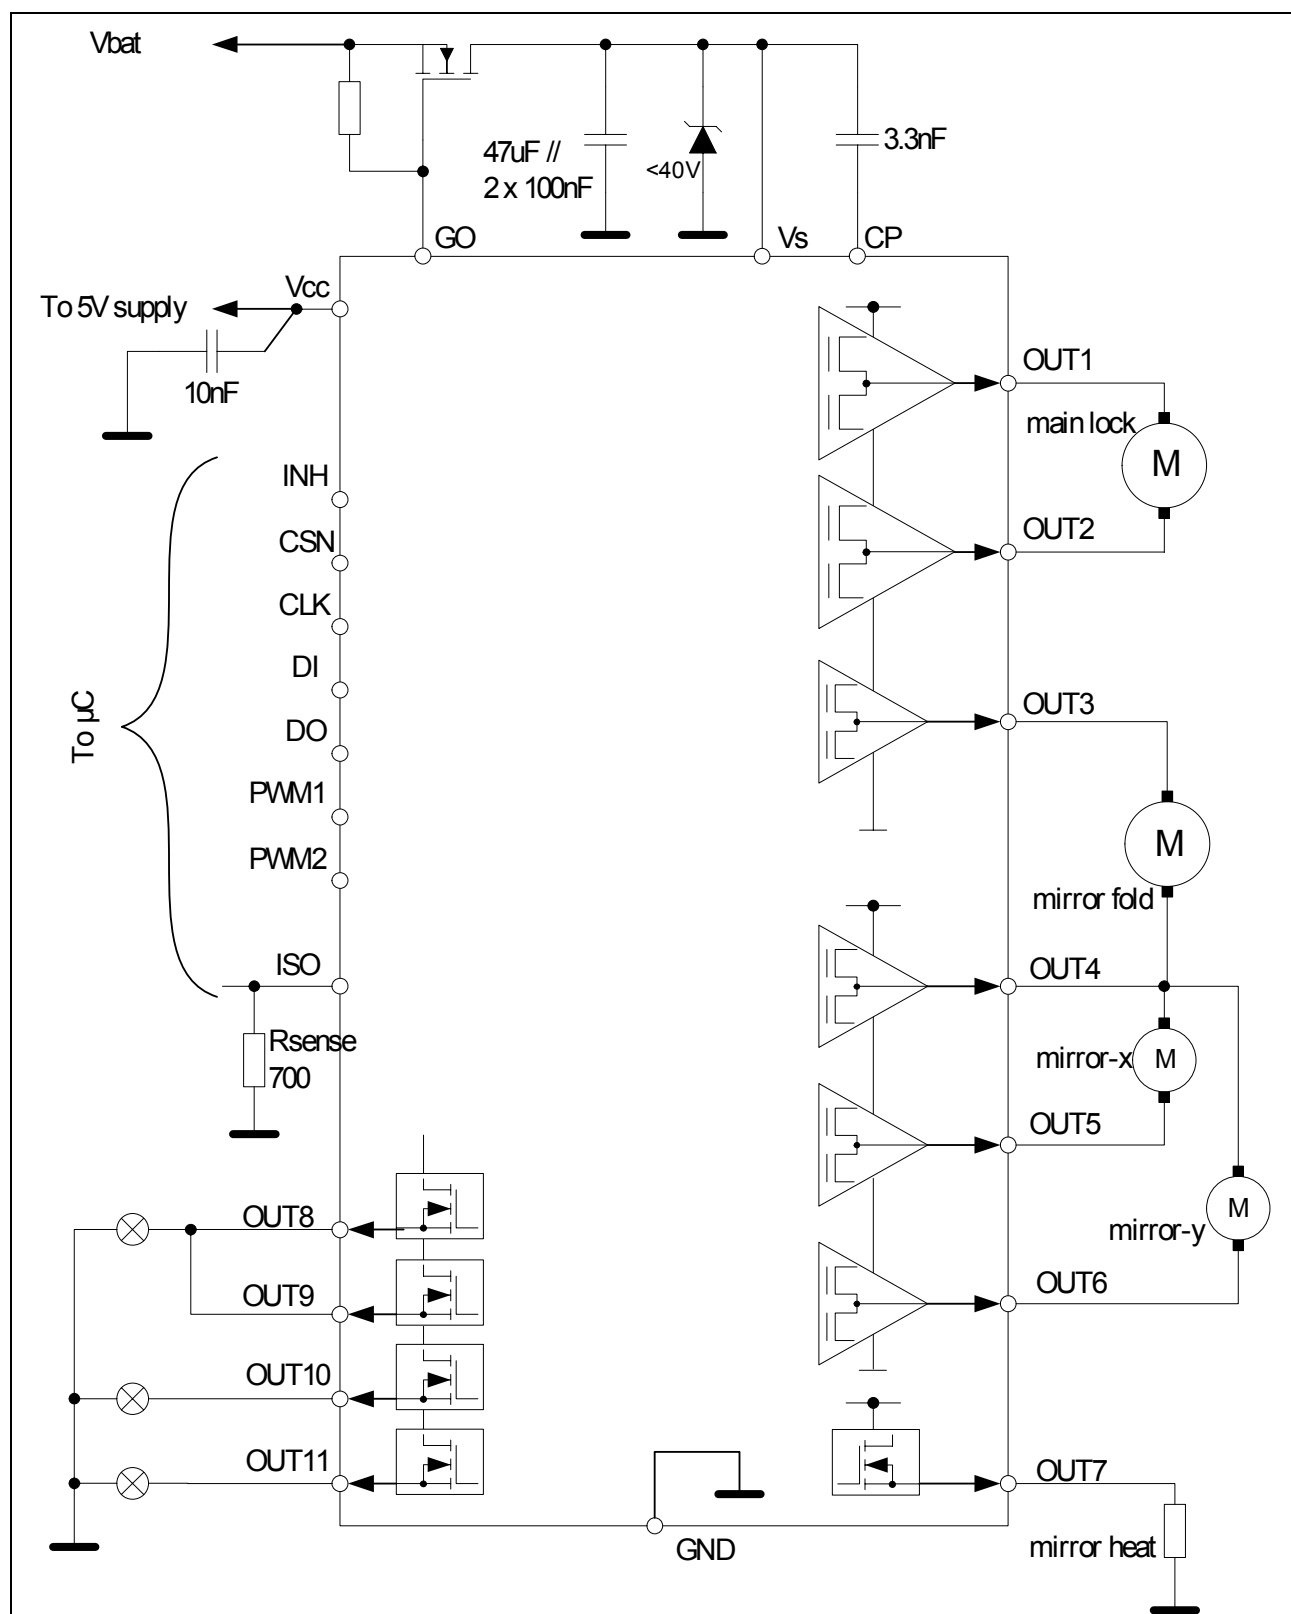 Vbat
47uF //
2 x 100nF
<40V
3.3nF
GO
Vs
CP
Vcc
To 5V supply
10nF
OUT1
main lock
M
INH
CSN
OUT2
CLK
DI
To µC
DO
OUT3
PWM1
PWM2
M
mirror fold
ISO
OUT4
Rsense
700
mirror-x
M
OUT5
OUT8
M
mirror-y
OUT9
OUT6
OUT10
OUT11
OUT7
GND
mirror heat